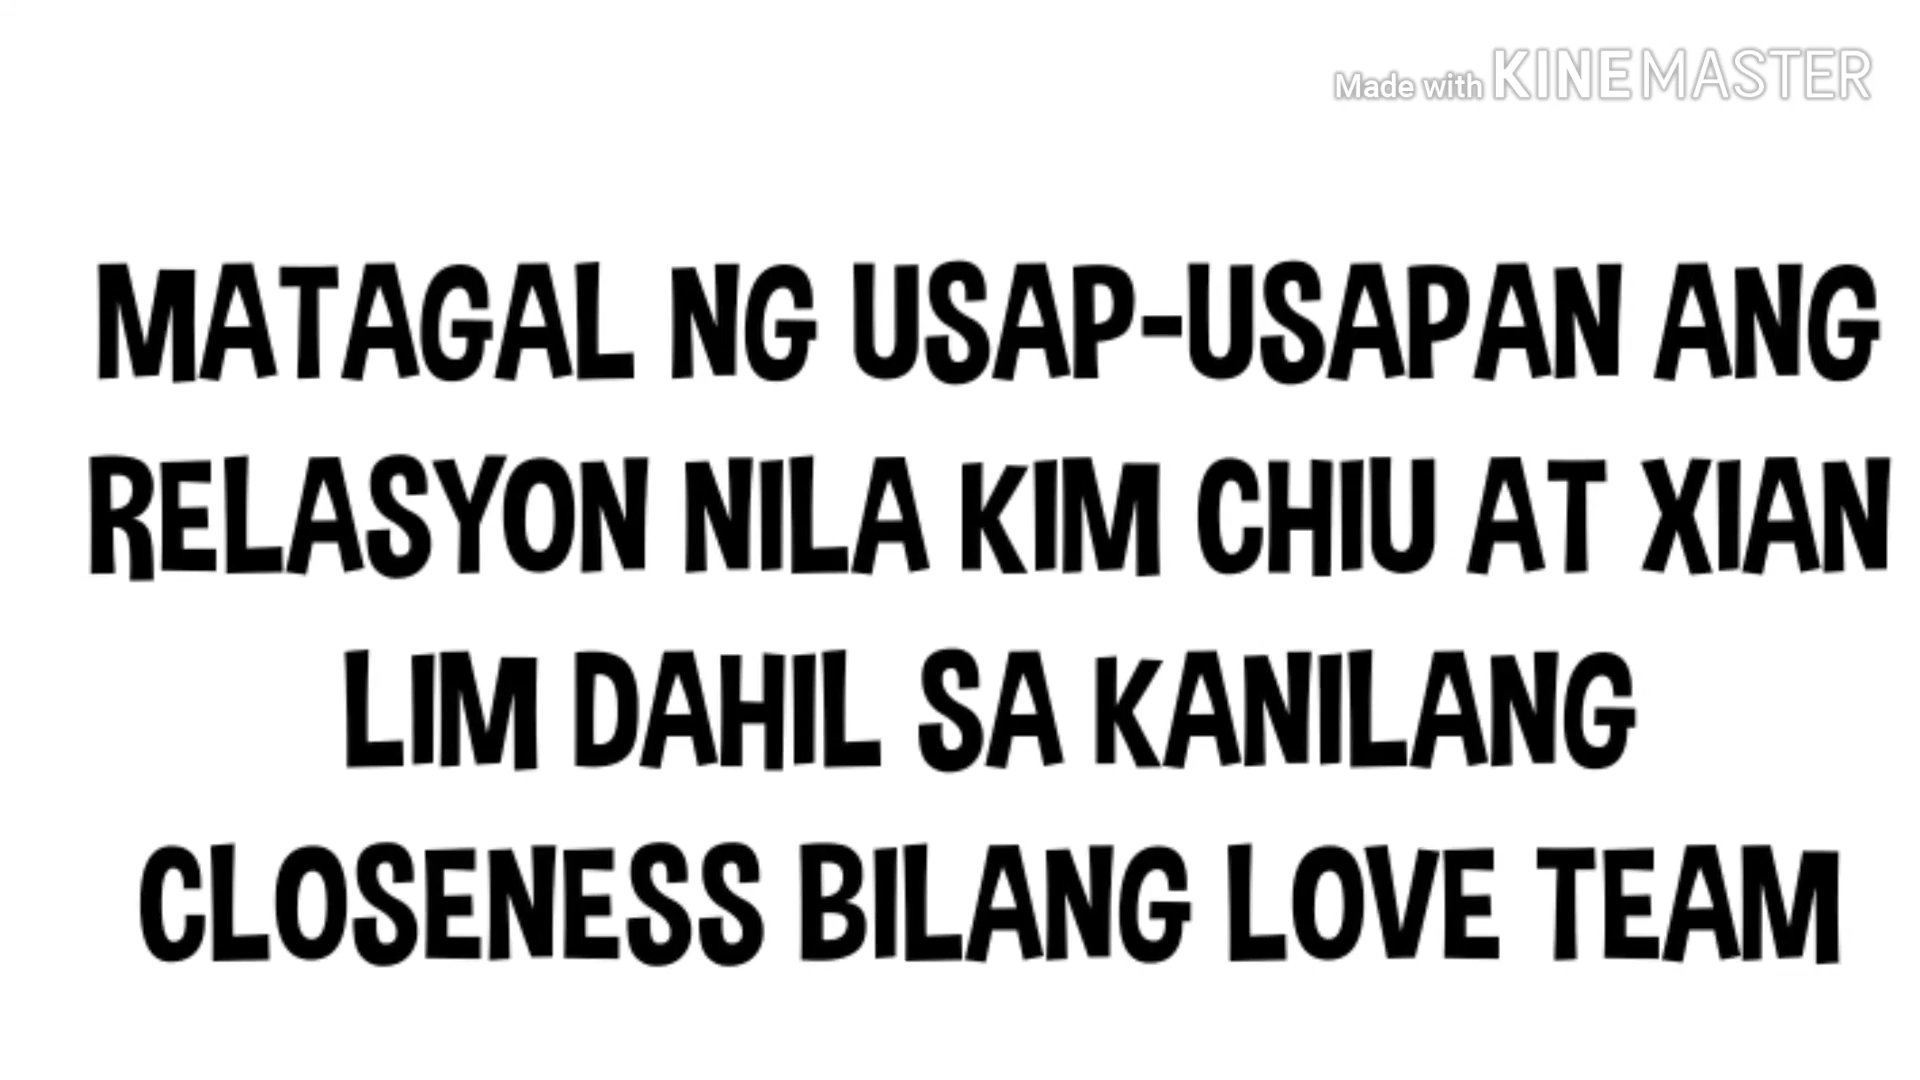 Made with KINEMASTER
MATAGAL NG USAP-USAPAN ANG
RELASYON NILA KIM CHIU AT XIAN
LIM DAHIL SA KANILANG
CLOSENESS BILANG LOVE TEAM